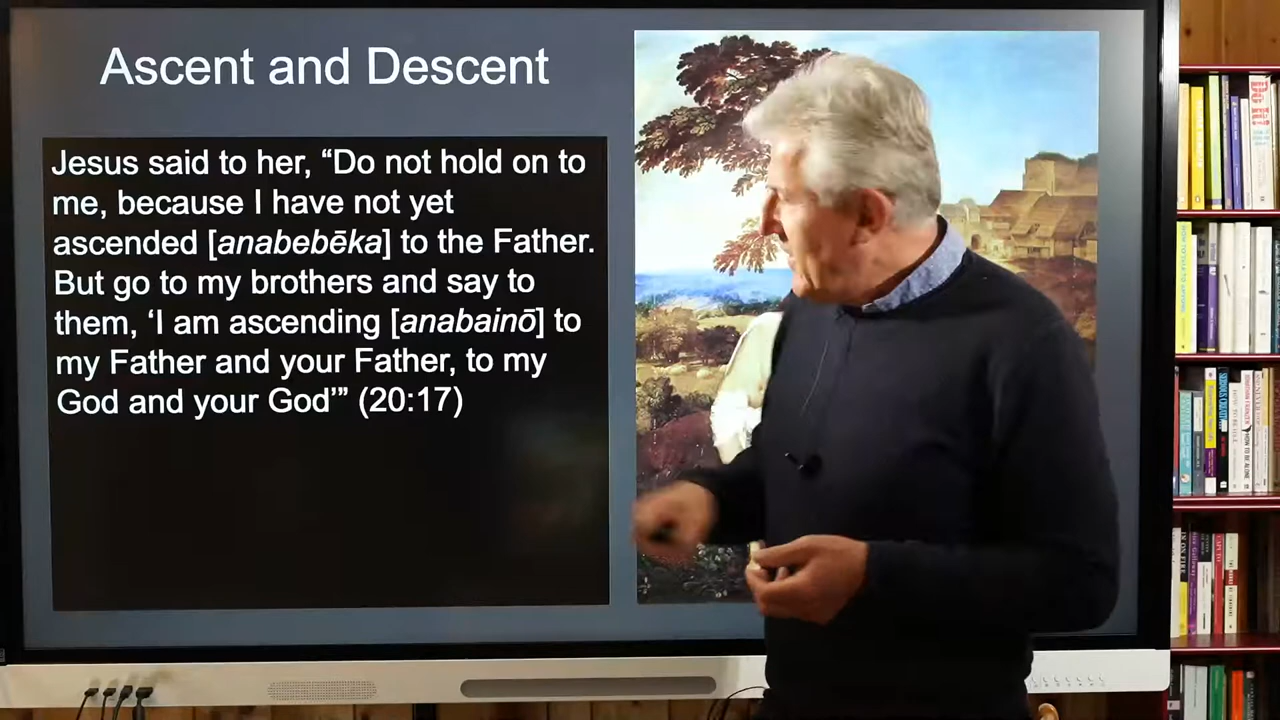 Ascent and Descent
Jesus said to her, “Do not hold on to
me, because I have not yet
ascended [anabebēka] to the Father.
But go to my brothers and say to
them, ‘I am ascending [anabainō] to
my Father and your Father, to my
God and your God’” (20:17)